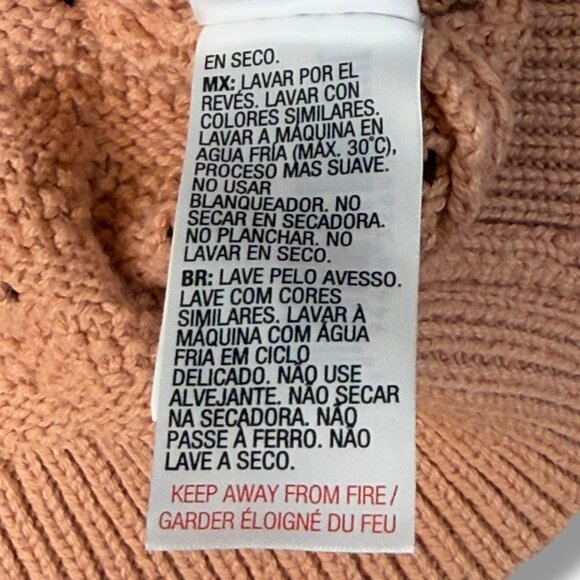 EN SECO.
MX: LAVAR POR EL
REVÉS. LAVAR CON
COLORES SIMILARES.
LAVAR A MÁQUINA EN
AGUA FRÍA (MÁX. 30°C),
PROCESO MAS SUAVE.
NO USAR
BLANQUEADOR. NO
SECAR EN SECADORA.
NO PLANCHAR. NO
LAVAR EN SECO.
BR: LAVE PELO AVESSO.
LAVE COM CORES
SIMILARES. LAVAR À
MÁQUINA COM ÁGUA
FRIA EM CICLO
DELICADO. NÃO USE
ALVEJANTE. NÃO SECAR
NA SECADORA. NÃO
PASSE À FERRO. NÃO
LAVE A SECO.
KEEP AWAY FROM FIRE /
GARDER ÉLOIGNÉ DU FEU